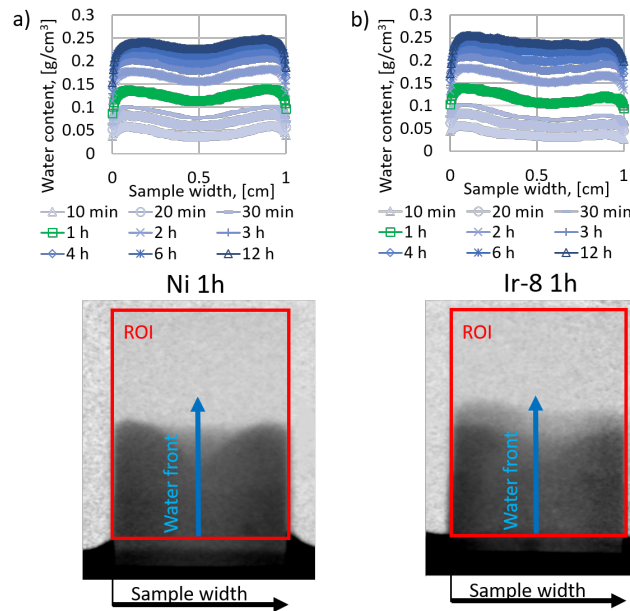 a)
Water content, [g/cm³]
0.3
0.25
0.2
0.15
0.1
0.05
0
0 0.5 1
Sample width, [cm]
10 min 20 min 30 min
1 h 2 h 3 h
4 h 6 h 12 h
b)
Water content, [g/cm³]
0.3
0.25
0.2
0.15
0.1
0.05
0
0 0.5 1
Sample width, [cm]
10 min 20 min 30 min
1 h 2 h 3 h
4 h 6 h 12 h
Ni 1h
ROI
Water front
Sample width
Ir-8 1h
ROI
Water front
Sample width